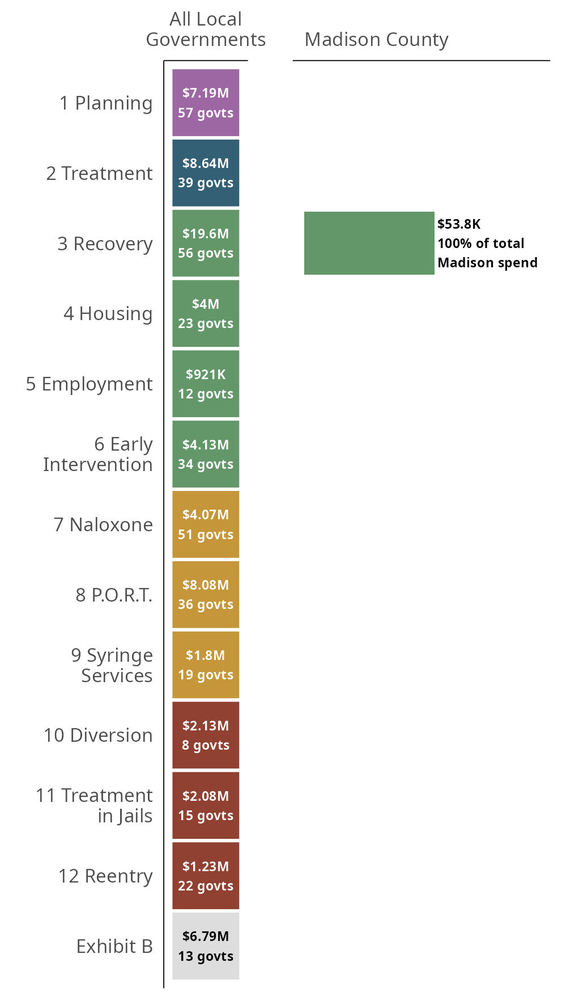 All Local
Governments
Madison County
1 Planning
$7.19M
57 govts
2 Treatment
$8.64M
39 govts
3 Recovery
$19.6M
56 govts
$53.8K
100% of total
Madison spend
4 Housing
$4M
23 govts
5 Employment
$921K
12 govts
6 Early
Intervention
$4.13M
34 govts
7 Naloxone
$4.07M
51 govts
8 P.O.R.T.
$8.08M
36 govts
9 Syringe
Services
$1.8M
19 govts
10 Diversion
$2.13M
8 govts
11 Treatment
in Jails
$2.08M
15 govts
12 Reentry
$1.23M
22 govts
Exhibit B
$6.79M
13 govts